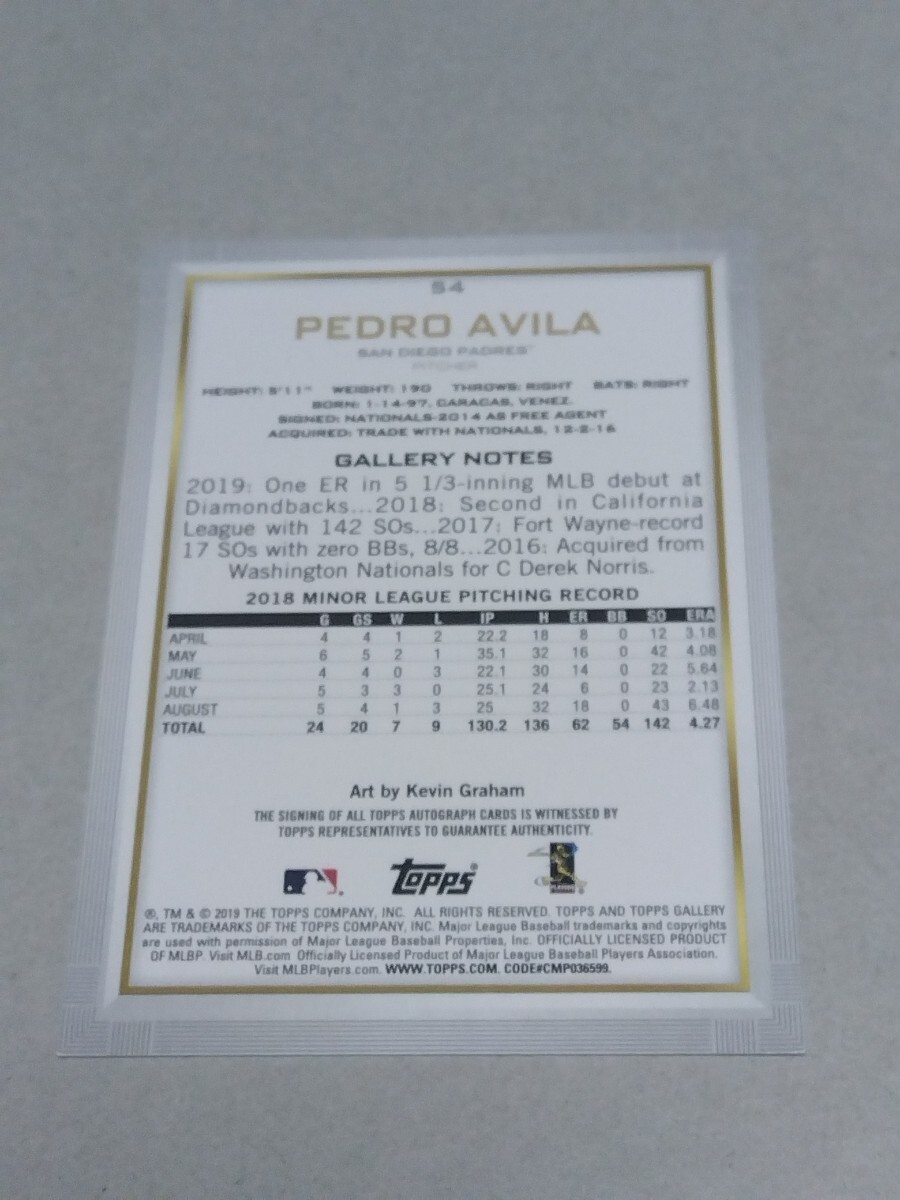 54
PEDRO AVILA
SAN DIEGO PADRES™
PITCHER
HEIGHT: 5'11" WEIGHT: 190 THROWS: RIGHT BATS: RIGHT
BORN: 1-14-97, CARACAS, VENEZ.
SIGNED: NATIONALS-2014 AS FREE AGENT
ACQUIRED: TRADE WITH NATIONALS, 12-2-16
GALLERY NOTES
2019: One ER in 5 1/3-inning MLB debut at
Diamondbacks...2018: Second in California
League with 142 SOs...2017: Fort Wayne-record
17 SOs with zero BBs, 8/8...2016: Acquired from
Washington Nationals for C Derek Norris.
2018 MINOR LEAGUE PITCHING RECORD
G GS W L IP H ER BB SO ERA
APRIL 4 4 1 2 22.2 18 8 0 12 3.18
MAY 6 5 2 1 35.1 32 16 0 42 4.08
JUNE 4 4 0 3 22.1 30 14 0 22 5.64
JULY 5 3 3 0 25.1 24 6 0 23 2.13
AUGUST 5 4 1 3 25 32 18 0 43 6.48
TOTAL 24 20 7 9 130.2 136 62 54 142 4.27
Art by Kevin Graham
THE SIGNING OF ALL TOPPS AUTOGRAPH CARDS IS WITNESSED BY
TOPPS REPRESENTATIVES TO GUARANTEE AUTHENTICITY.
topps®
PLAYERS
®, TM & © 2019 THE TOPPS COMPANY, INC. ALL RIGHTS RESERVED. TOPPS AND TOPPS GALLERY
ARE TRADEMARKS OF THE TOPPS COMPANY, INC. Major League Baseball trademarks and copyrights
are used with permission of Major League Baseball Properties, Inc. OFFICIALLY LICENSED PRODUCT
OF MLBP. Visit MLB.com Officially Licensed Product of Major League Baseball Players Association.
Visit MLBPlayers.com. WWW.TOPPS.COM. CODE#CMP036599.